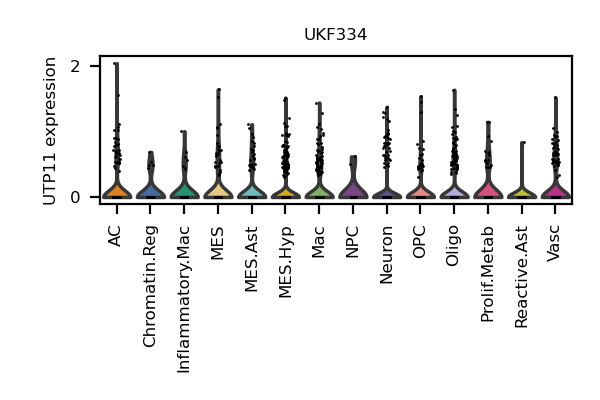 UKF334
UTP11 expression
2
0
AC
Chromatin.Reg
Inflammatory.Mac
MES
MES.Ast
MES.Hyp
Mac
NPC
Neuron
OPC
Oligo
Prolif.Metab
Reactive.Ast
Vasc